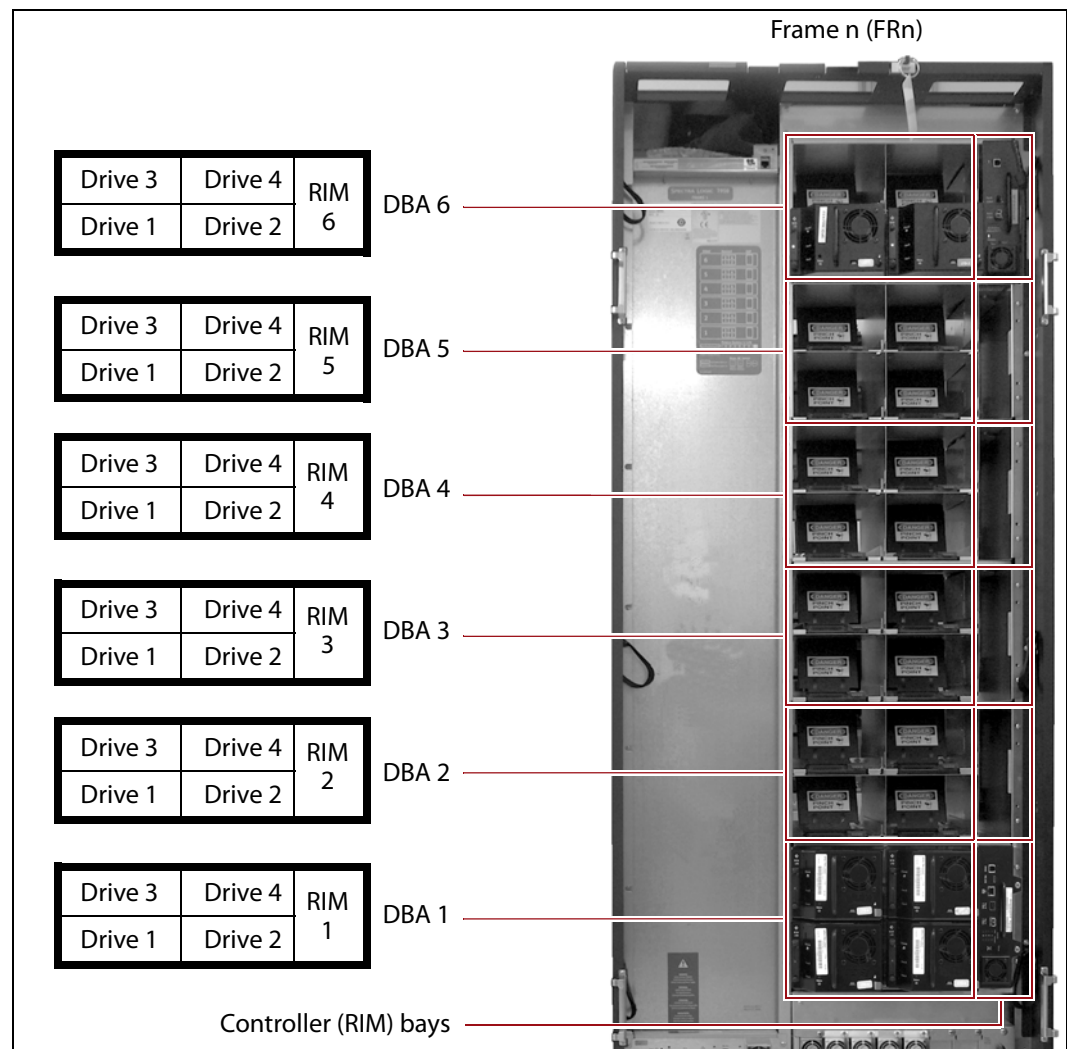 Frame n (FRn)
Drive 3 Drive 4 RIM 6
Drive 1 Drive 2
DBA 6
Drive 3 Drive 4 RIM 5
Drive 1 Drive 2
DBA 5
Drive 3 Drive 4 RIM 4
Drive 1 Drive 2
DBA 4
Drive 3 Drive 4 RIM 3
Drive 1 Drive 2
DBA 3
Drive 3 Drive 4 RIM 2
Drive 1 Drive 2
DBA 2
Drive 3 Drive 4 RIM 1
Drive 1 Drive 2
DBA 1
Controller (RIM) bays
DANGER
PINCH
POINT